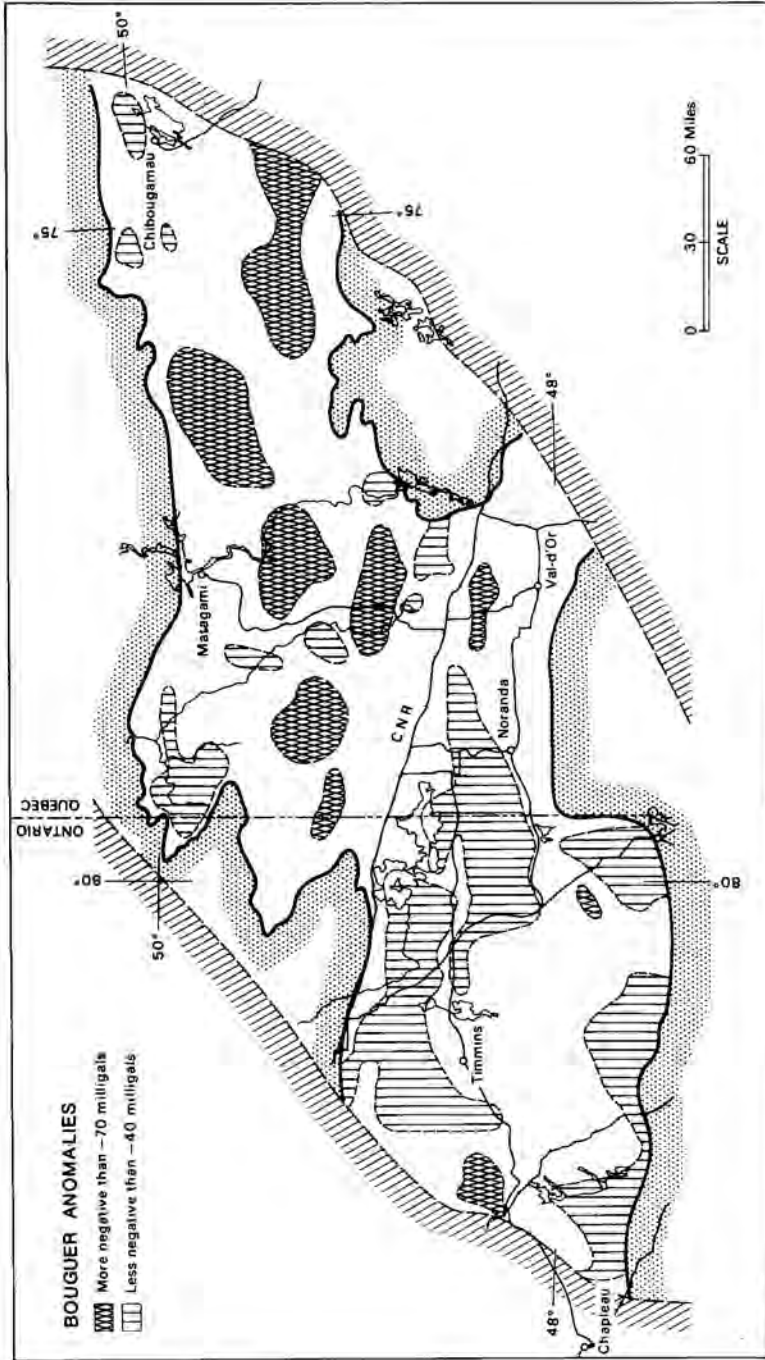 BOUGUER ANOMALIES
More negative than −70 milligals
Less negative than −40 milligals
ONTARIO
QUEBEC
80°
50°
75°
50°
Chibougamau
Matagami
CNR
Noranda
Val-d'Or
Timmins
Chapleau
48°
80°
48°
75°
0 30 60 Miles
SCALE